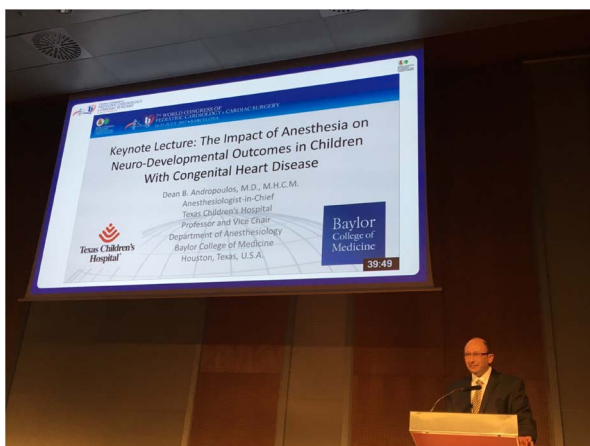 7th WORLD CONGRESS OF
PEDIATRIC CARDIOLOGY & CARDIAC SURGERY
BARCELONA
Keynote Lecture: The Impact of Anesthesia on
Neuro-Developmental Outcomes in Children
With Congenital Heart Disease
Dean B. Andropoulos, M.D., M.H.C.M.
Anesthesiologist-in-Chief
Texas Children's Hospital
Professor and Vice Chair
Department of Anesthesiology
Baylor College of Medicine
Houston, Texas, U.S.A.
Texas Children's
Hospital
Baylor
College of
Medicine
39:49